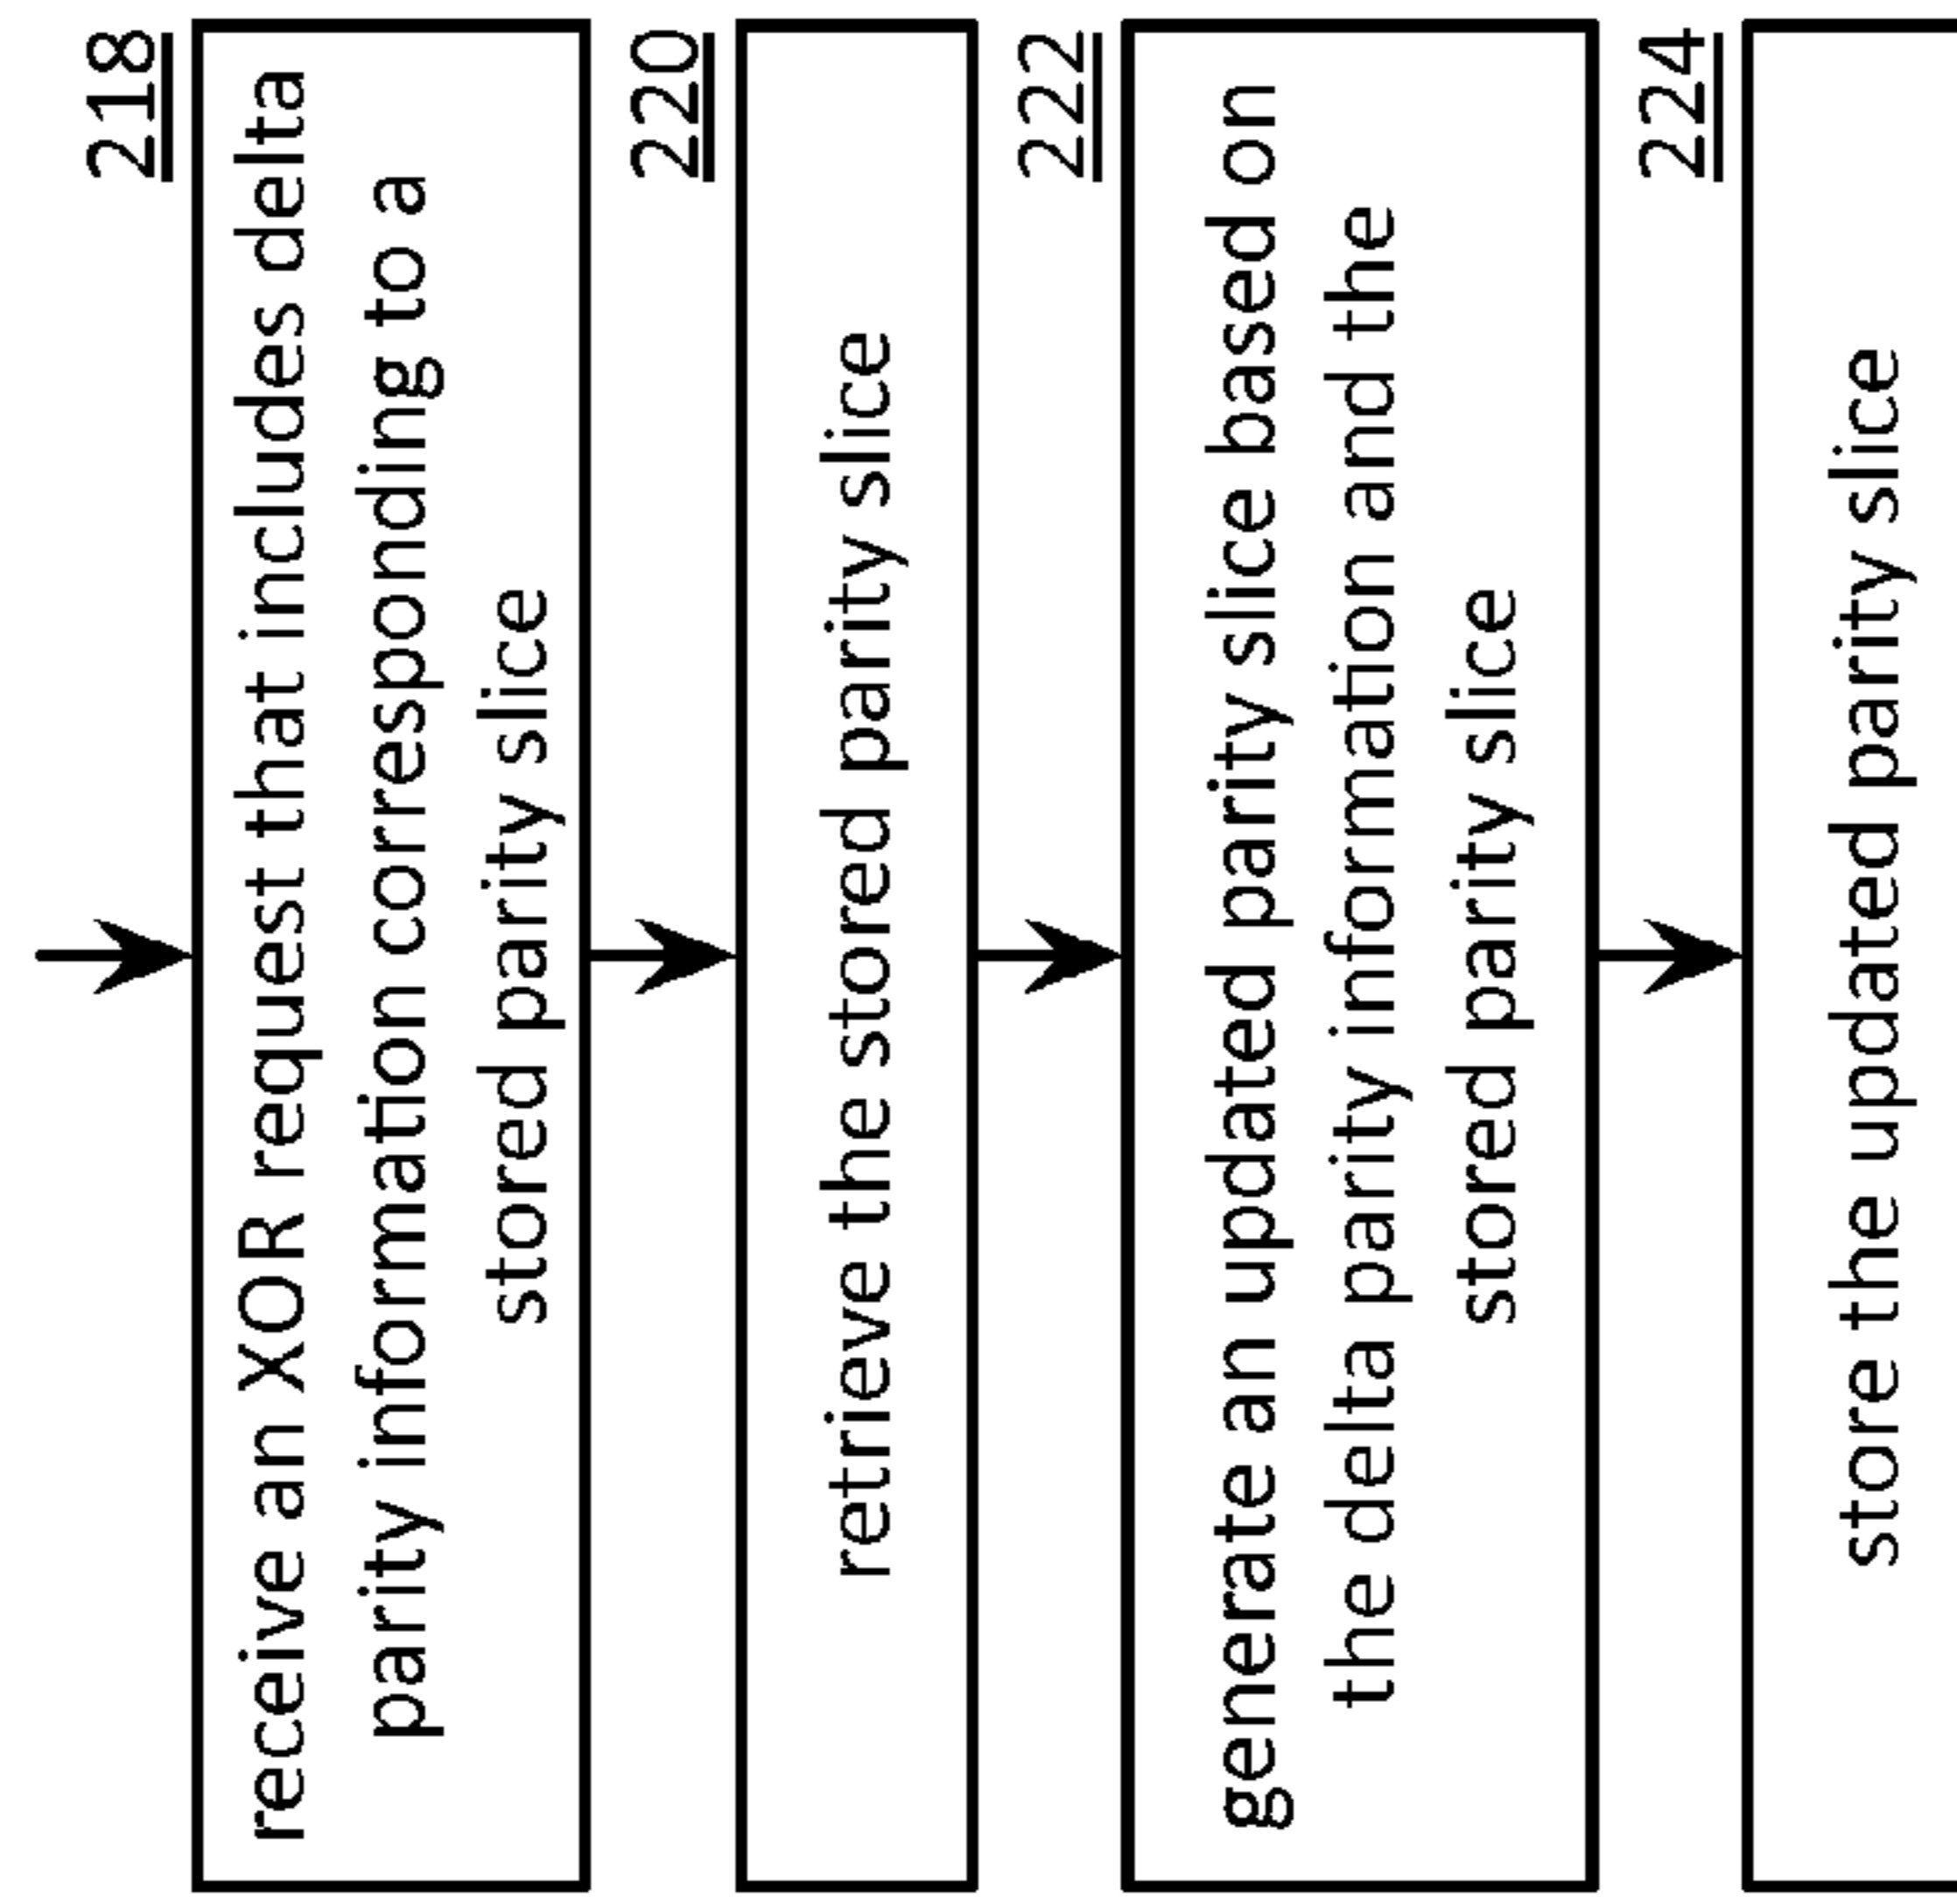 218
receive an XOR request that includes delta
parity information corresponding to a
stored parity slice
220
retrieve the stored parity slice
222
generate an updated parity slice based on
the delta parity information and the
stored parity slice
224
store the updated parity slice